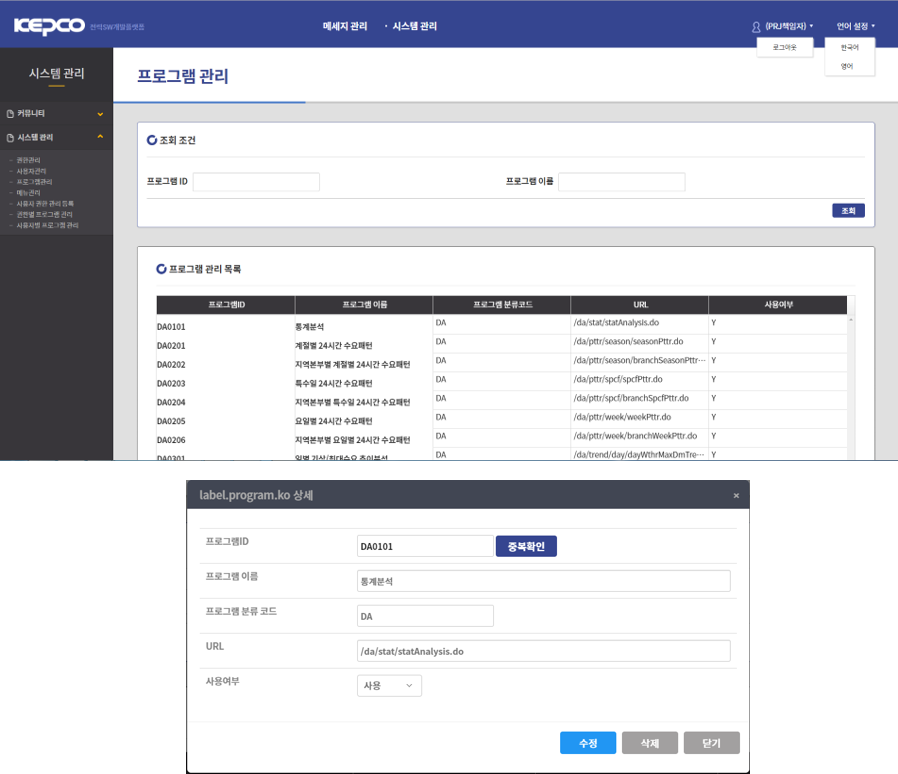 KEPCO 전력SW개발플랫폼 메세지 관리 · 시스템 관리 (PRJ책임자) 언어 설정
로그아웃 한국어
영어
시스템 관리
프로그램 관리
커뮤니티
시스템 관리
- 권한관리
- 사용자관리
- 프로그램관리
- 메뉴관리
- 사용자 권한 관리 등록
- 권한별 프로그램 관리
- 사용자별 프로그램 관리
조회 조건
프로그램 ID 프로그램 이름
조회
프로그램 관리 목록
프로그램ID 프로그램 이름 프로그램 분류코드 URL 사용여부
DA0101 통계분석 DA /da/stat/statAnalysis.do Y
DA0201 계절별 24시간 수요패턴 DA /da/pttr/season/seasonPttr.do Y
DA0202 지역본부별 계절별 24시간 수요패턴 DA /da/pttr/season/branchSeasonPttr··· Y
DA0203 특수일 24시간 수요패턴 DA /da/pttr/spcf/spcfPttr.do Y
DA0204 지역본부별 특수일 24시간 수요패턴 DA /da/pttr/spcf/branchSpcfPttr.do Y
DA0205 요일별 24시간 수요패턴 DA /da/pttr/week/weekPttr.do Y
DA0206 지역본부별 요일별 24시간 수요패턴 DA /da/pttr/week/branchWeekPttr.do Y
DA0301 일별 기상/최대수요 추이분석 DA /da/trend/day/dayWthrMaxDmTre··· Y
label.program.ko 상세 ×
프로그램ID DA0101 중복확인
프로그램 이름 통계분석
프로그램 분류 코드 DA
URL /da/stat/statAnalysis.do
사용여부 사용
수정 삭제 닫기